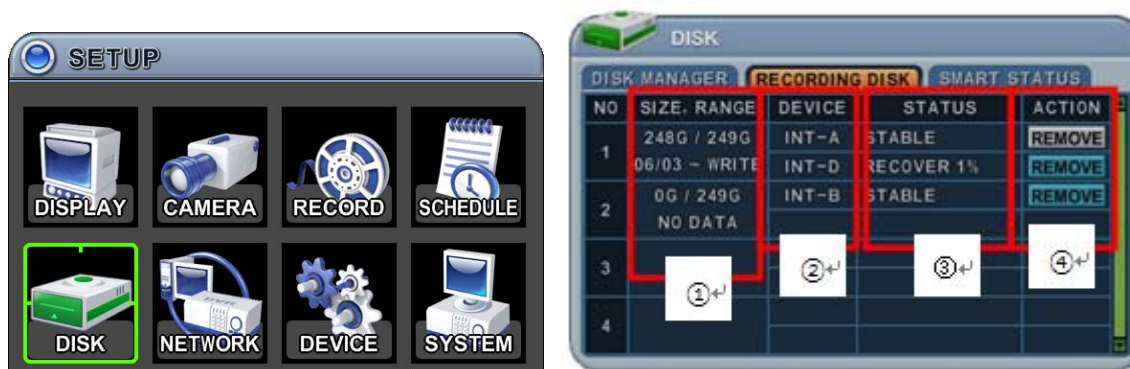 SETUP
DISPLAY CAMERA RECORD SCHEDULE
DISK NETWORK DEVICE SYSTEM
DISK
DISK MANAGER RECORDING DISK SMART STATUS
NO SIZE, RANGE DEVICE STATUS ACTION
1 248G / 249G INT-A STABLE REMOVE
06/03 ~ WRITE INT-D RECOVER 1% REMOVE
2 0G / 249G INT-B STABLE REMOVE
NO DATA
3 ① ② ③ ④
4